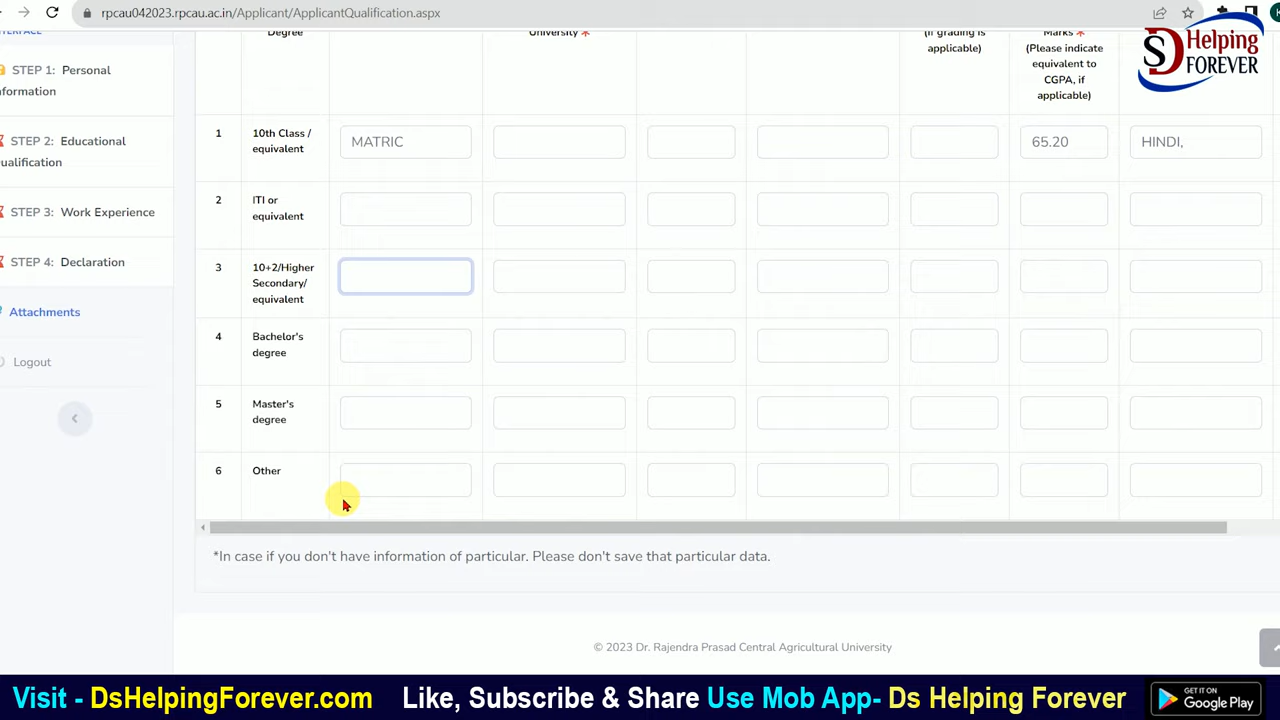 rpcau042023.rpcau.ac.in/Applicant/ApplicantQualification.aspx
SD Helping
FOREVER
INTERFACE
Degree
University *
(If grading is
applicable)
Marks *
(Please indicate
equivalent to
CGPA, if
applicable)
STEP 1: Personal
nformation
STEP 2: Educational
ualification
STEP 3: Work Experience
STEP 4: Declaration
Attachments
Logout
1 10th Class / equivalent MATRIC 65.20 HINDI,
2 ITI or equivalent
3 10+2/Higher Secondary/ equivalent
4 Bachelor's degree
5 Master's degree
6 Other
*In case if you don't have information of particular. Please don't save that particular data.
© 2023 Dr. Rajendra Prasad Central Agricultural University
Visit - DsHelpingForever.com Like, Subscribe & Share Use Mob App- Ds Helping Forever
GET IT ON
Google Play